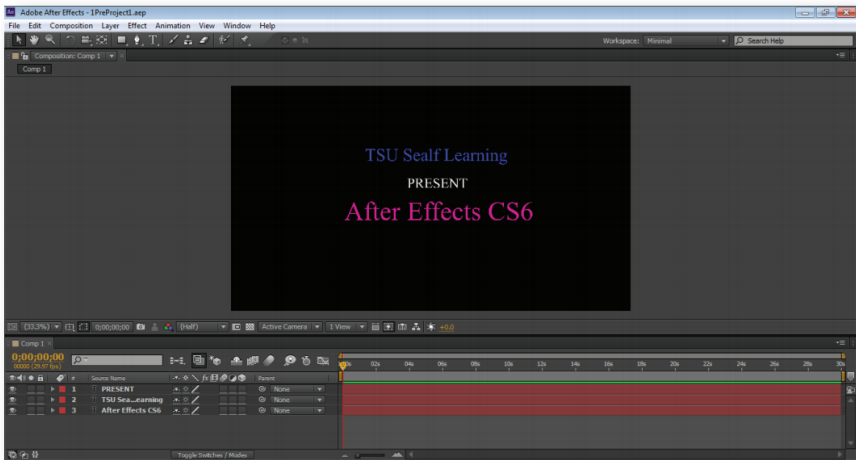 Adobe After Effects - 1PreProject1.aep
File Edit Composition Layer Effect Animation View Window Help
Workspace: Minimal
Search Help
Composition: Comp 1
Comp 1
TSU Sealf Learning
PRESENT
After Effects CS6
(33.3%) 0;00;00;00 (Half) Active Camera 1 View +0.0
Comp 1
0;00;00;00
00000 (29.97 fps)
02s 04s 06s 08s 10s 12s 14s 16s 18s 20s 22s 24s 26s 28s 30s
# Source Name Parent
1 PRESENT None
2 TSU Sea...earning None
3 After Effects CS6 None
Toggle Switches / Modes